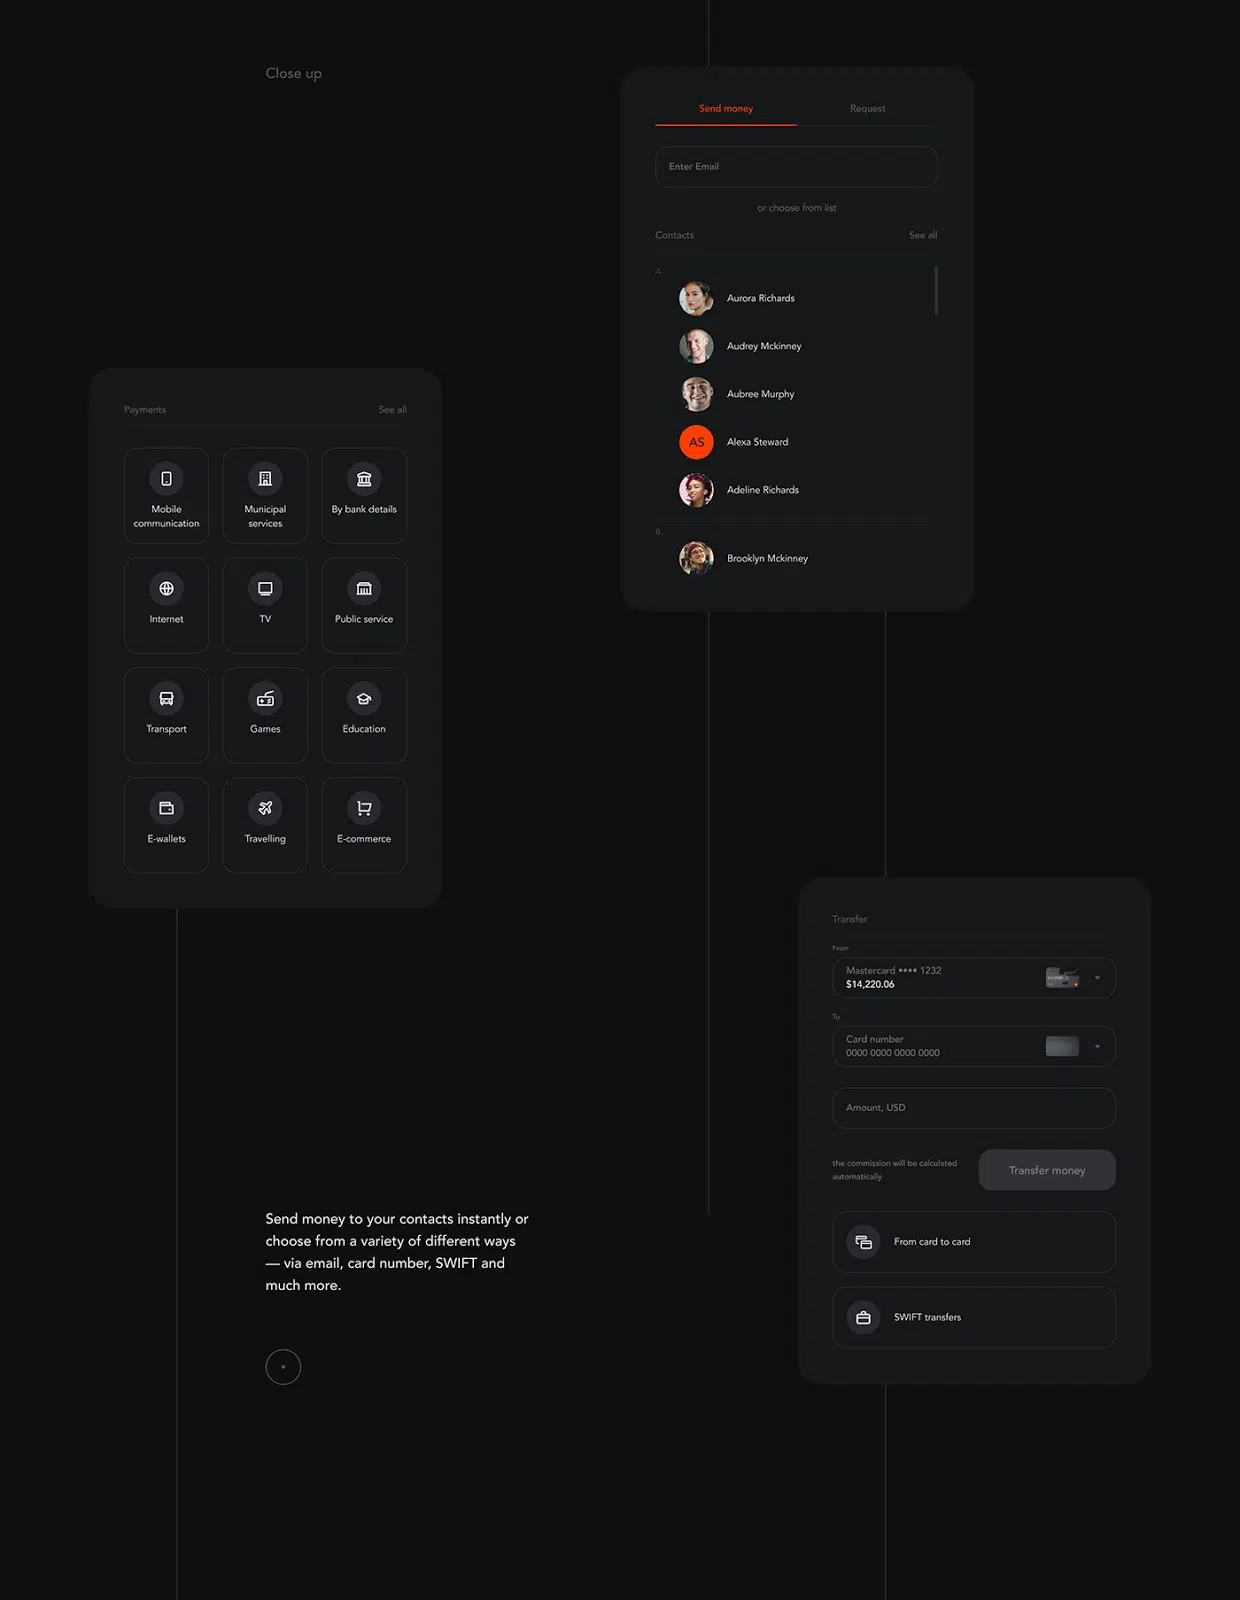 Close up
Send money
Request
Enter Email
or choose from list
Contacts
See all
A
Aurora Richards
Audrey Mckinney
Aubree Murphy
AS
Alexa Steward
Adeline Richards
B
Brooklyn Mckinney
Payments
See all
Mobile
communication
Municipal
services
By bank details
Internet
TV
Public service
Transport
Games
Education
E-wallets
Travelling
E-commerce
Transfer
From
Mastercard •••• 1232
$14,220.06
To
Card number
0000 0000 0000 0000
Amount, USD
the commission will be calculated
automatically
Transfer money
From card to card
SWIFT transfers
Send money to your contacts instantly or
choose from a variety of different ways
— via email, card number, SWIFT and
much more.